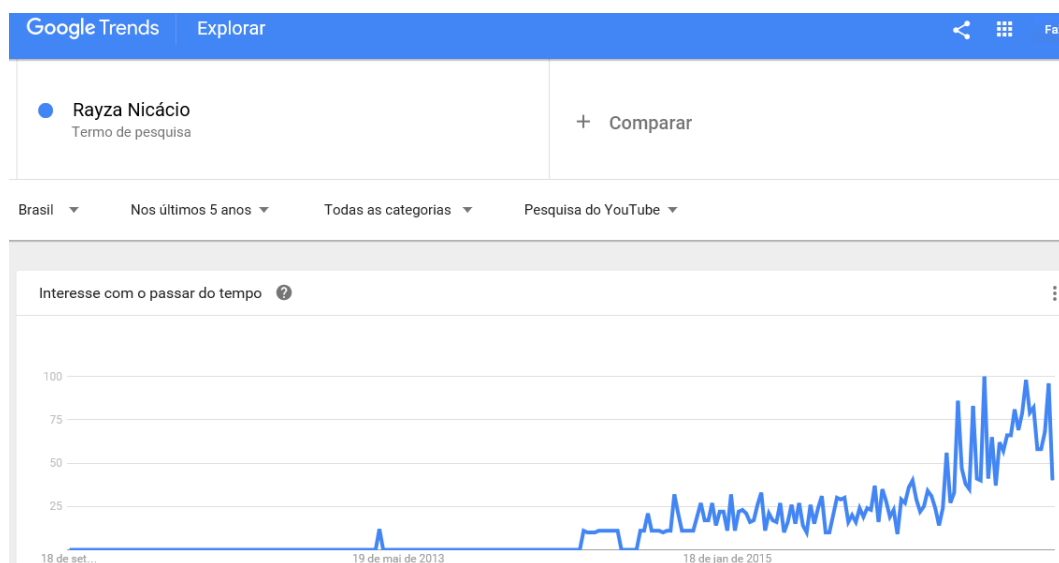 Google Trends Explorar
Rayza Nicácio
Termo de pesquisa
+ Comparar
Brasil Nos últimos 5 anos Todas as categorias Pesquisa do YouTube
Interesse com o passar do tempo ?
100
75
50
25
18 de set... 19 de mai de 2013 18 de jan de 2015